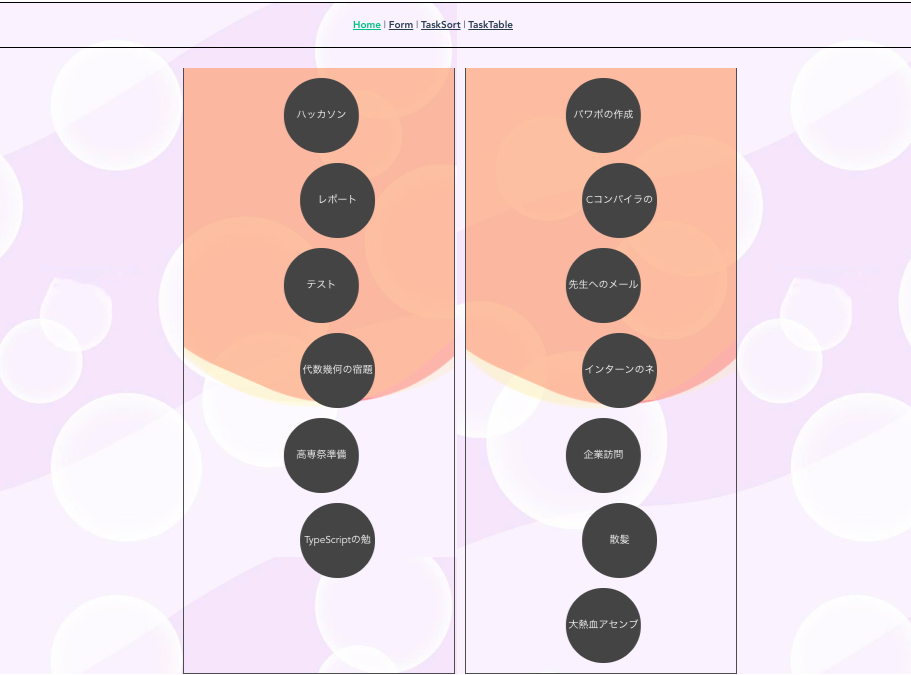 Home | Form | TaskSort | TaskTable
ハッカソン
レポート
テスト
代数幾何の宿題
高専祭準備
TypeScriptの勉
パワポの作成
Cコンパイラの
先生へのメール
インターンのネ
企業訪問
散髪
大熱血アセンブ